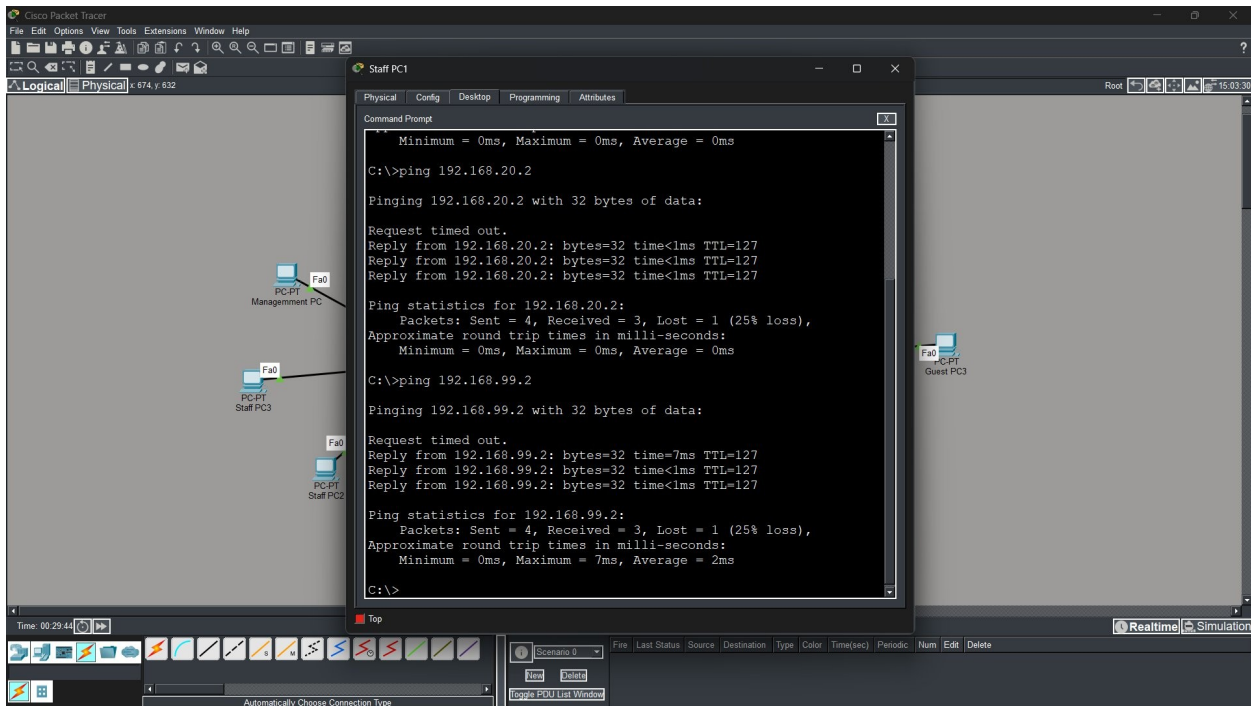 Cisco Packet Tracer
File Edit Options View Tools Extensions Window Help
?
Logical Physical x: 674, y: 632
Root 15:03:30
Staff PC1
Physical Config Desktop Programming Attributes
Command Prompt
X
Minimum = 0ms, Maximum = 0ms, Average = 0ms
C:\>ping 192.168.20.2
Pinging 192.168.20.2 with 32 bytes of data:
Request timed out.
Reply from 192.168.20.2: bytes=32 time<1ms TTL=127
Reply from 192.168.20.2: bytes=32 time<1ms TTL=127
Reply from 192.168.20.2: bytes=32 time<1ms TTL=127
Ping statistics for 192.168.20.2:
Packets: Sent = 4, Received = 3, Lost = 1 (25% loss),
Approximate round trip times in milli-seconds:
Minimum = 0ms, Maximum = 0ms, Average = 0ms
C:\>ping 192.168.99.2
Pinging 192.168.99.2 with 32 bytes of data:
Request timed out.
Reply from 192.168.99.2: bytes=32 time=7ms TTL=127
Reply from 192.168.99.2: bytes=32 time<1ms TTL=127
Reply from 192.168.99.2: bytes=32 time<1ms TTL=127
Ping statistics for 192.168.99.2:
Packets: Sent = 4, Received = 3, Lost = 1 (25% loss),
Approximate round trip times in milli-seconds:
Minimum = 0ms, Maximum = 7ms, Average = 2ms
C:\>
Top
Fa0
PC-PT
Managemment PC
Fa0
PC-PT
Staff PC3
Fa0
PC-PT
Staff PC2
Fa0
PC-PT
Guest PC3
Time: 00:29:44
Realtime Simulation
Scenario 0
New Delete
Toggle PDU List Window
Fire Last Status Source Destination Type Color Time(sec) Periodic Num Edit Delete
Automatically Choose Connection Type